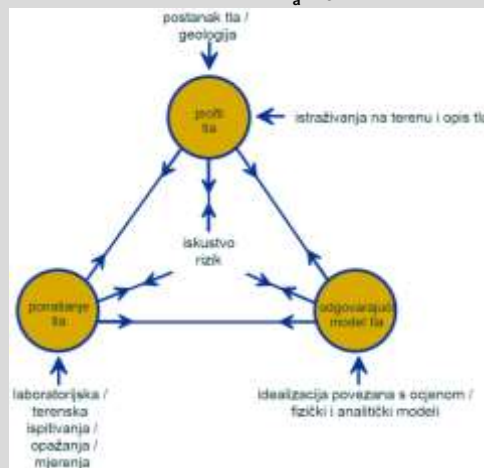 postanak tla /
geologija
profil
tla
istraživanja na terenu i opis tla
iskustvo
rizik
ponašanje
tla
odgovarajući
model tla
laboratorijska /
terenska
ispitivanja /
opažanja /
mjerenja
idealizacija povezana s ocjenom /
fizički i analitički modeli